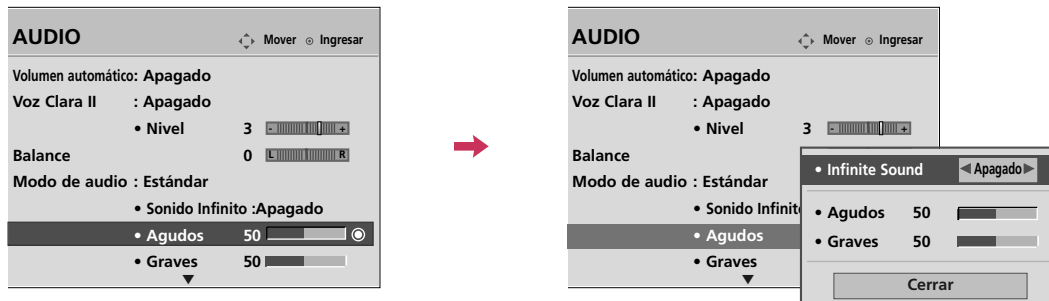 AUDIO Mover Ingresar
Volumen automático: Apagado
Voz Clara II : Apagado
• Nivel 3 - +
Balance 0 L R
Modo de audio : Estándar
• Sonido Infinito :Apagado
• Agudos 50
• Graves 50
AUDIO Mover Ingresar
Volumen automático: Apagado
Voz Clara II : Apagado
• Nivel 3 - +
Balance
Modo de audio : Estándar
• Sonido Infinit
• Agudos
• Graves
• Infinite Sound Apagado
• Agudos 50
• Graves 50
Cerrar